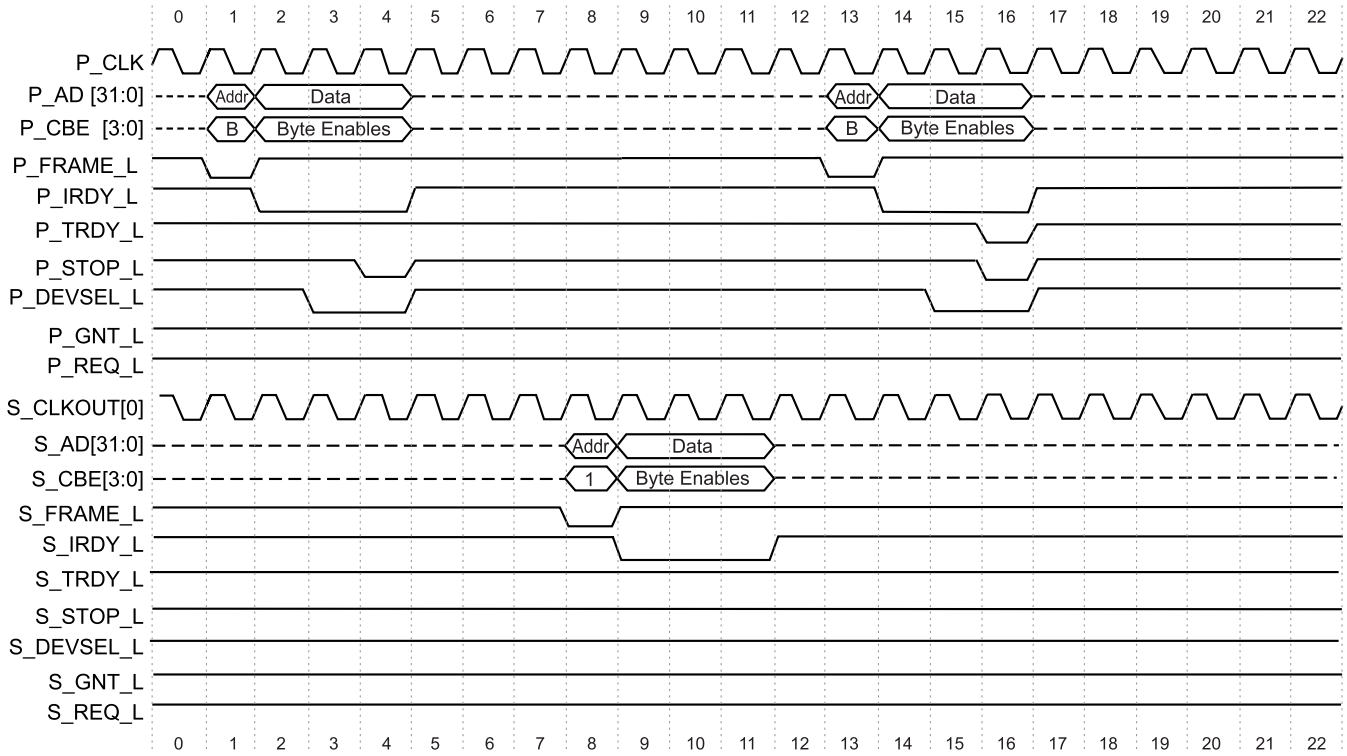 0 1 2 3 4 5 6 7 8 9 10 11 12 13 14 15 16 17 18 19 20 21 22
P_CLK
P_AD [31:0] Addr Data Addr Data
P_CBE [3:0] B Byte Enables B Byte Enables
P_FRAME_L
P_IRDY_L
P_TRDY_L
P_STOP_L
P_DEVSEL_L
P_GNT_L
P_REQ_L
S_CLKOUT[0]
S_AD[31:0] Addr Data
S_CBE[3:0] 1 Byte Enables
S_FRAME_L
S_IRDY_L
S_TRDY_L
S_STOP_L
S_DEVSEL_L
S_GNT_L
S_REQ_L
0 1 2 3 4 5 6 7 8 9 10 11 12 13 14 15 16 17 18 19 20 21 22